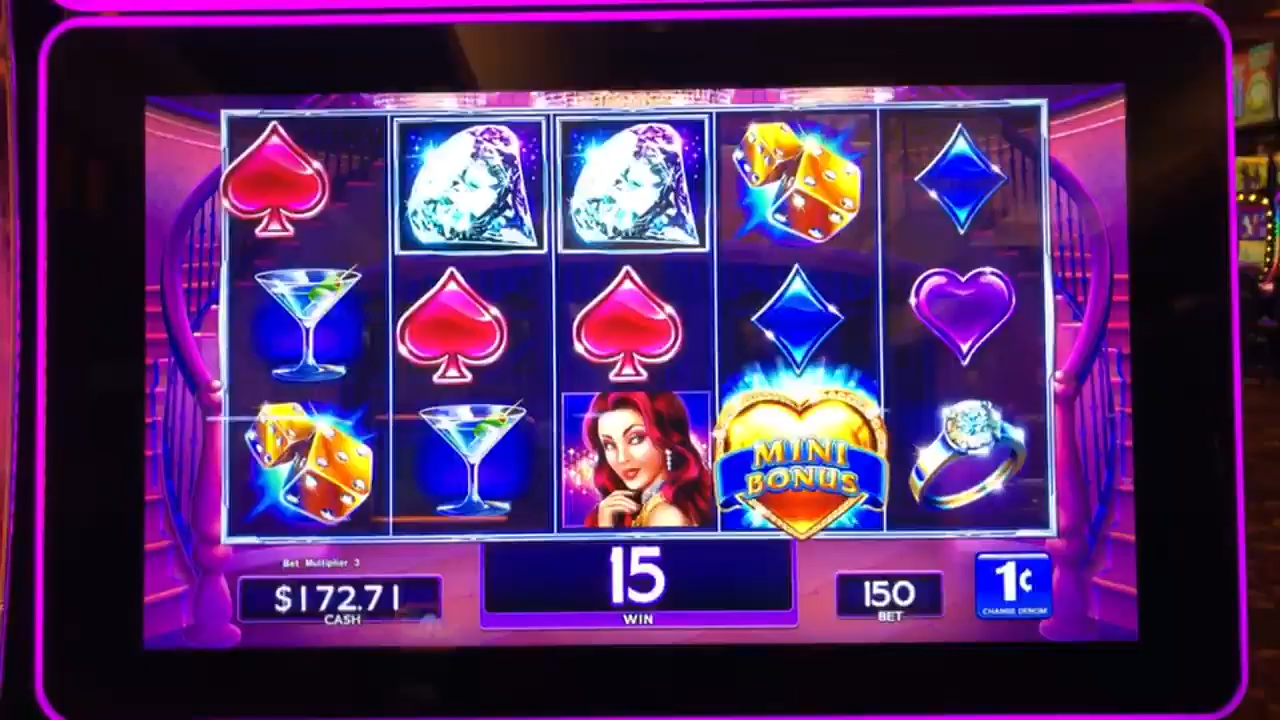 MINI
BONUS
Bet Multiplier 3
$172.71
CASH
15
WIN
150
BET
1¢
CHANGE DENOM